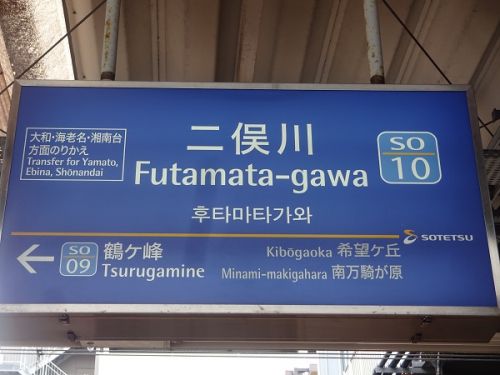 大和・海老名・湘南台
方面のりかえ
Transfer for Yamato,
Ebina, Shōnandai
二俣川
Futamata-gawa
후타마타가와
SO
10
SOTETSU
SO
09
鶴ケ峰
Tsurugamine
Kibōgaoka 希望ケ丘
Minami-makigahara 南万騎が原